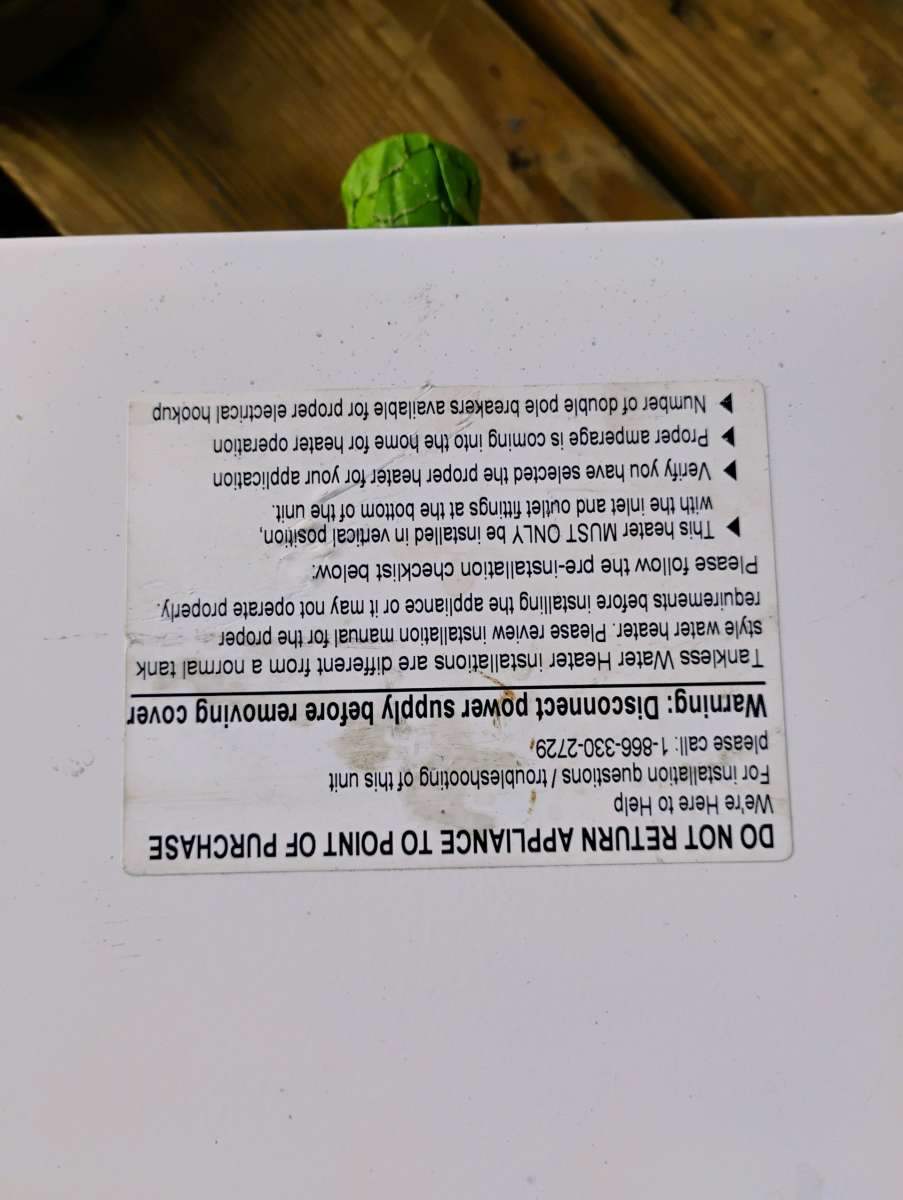 DO NOT RETURN APPLIANCE TO POINT OF PURCHASE
We're Here to Help
For installation questions / troubleshooting of this unit
please call: 1-866-330-2729
Warning: Disconnect power supply before removing cover
Tankless Water Heater installations are different from a normal tank
style water heater. Please review installation manual for the proper
requirements before installing the appliance or it may not operate properly.
Please follow the pre-installation checklist below:
▶ This heater MUST ONLY be installed in vertical position,
with the inlet and outlet fittings at the bottom of the unit.
▶ Verify you have selected the proper heater for your application
▶ Proper amperage is coming into the home for heater operation
▶ Number of double pole breakers available for proper electrical hookup